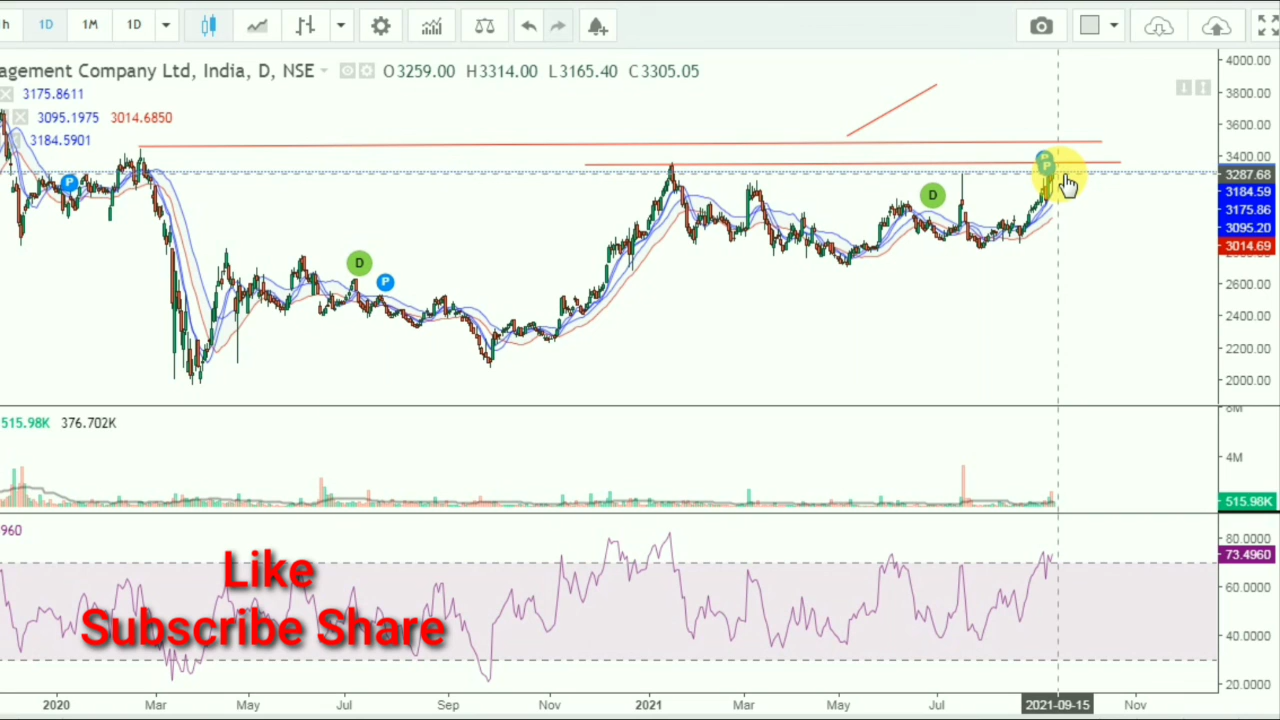 h 1D 1M 1D
agement Company Ltd, India, D, NSE O3259.00 H3314.00 L3165.40 C3305.05
3175.8611
3095.1975 3014.6850
3184.5901
4000.00
3800.00
3600.00
3400.00
3287.68
3184.59
3175.86
3095.20
3014.69
2600.00
2400.00
2200.00
2000.00
P
D
P
D
P
515.98K 376.702K
8M
4M
515.98K
960
80.0000
73.4960
60.0000
40.0000
20.0000
Like
Subscribe Share
2020 Mar May Jul Sep Nov 2021 Mar May Jul 2021-09-15 Nov